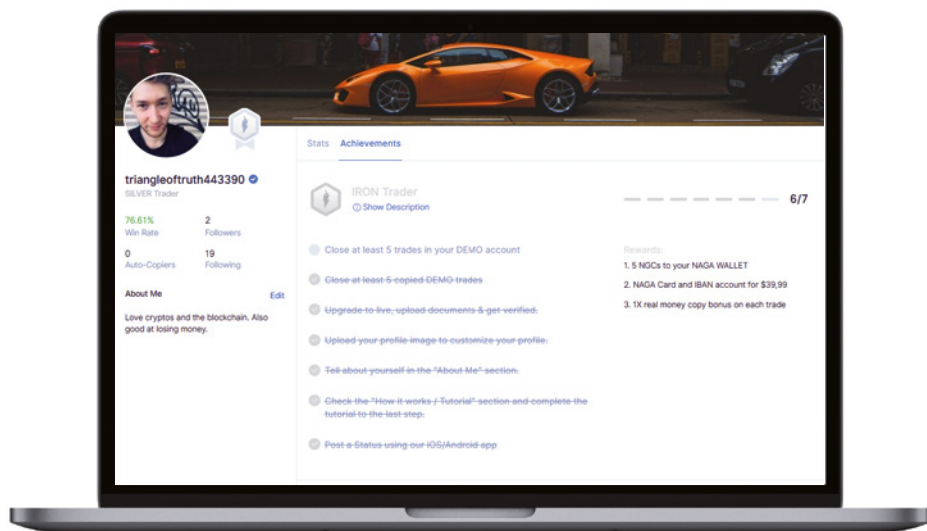 triangleoftruth443390
SILVER Trader
76.61%
Win Rate
2
Followers
0
Auto-Copiers
19
Following
About Me
Edit
Love cryptos and the blockchain. Also
good at losing money.
Stats
Achievements
IRON Trader
Show Description
6/7
Close at least 5 trades in your DEMO account
Close at least 5 copied DEMO trades
Upgrade to live, upload documents & get verified.
Upload your profile image to customize your profile.
Tell about yourself in the "About Me" section.
Check the "How it works / Tutorial" section and complete the
tutorial to the last step.
Post a Status using our iOS/Android app
Rewards:
1. 5 NGCs to your NAGA WALLET
2. NAGA Card and IBAN account for $39,99
3. 1X real money copy bonus on each trade